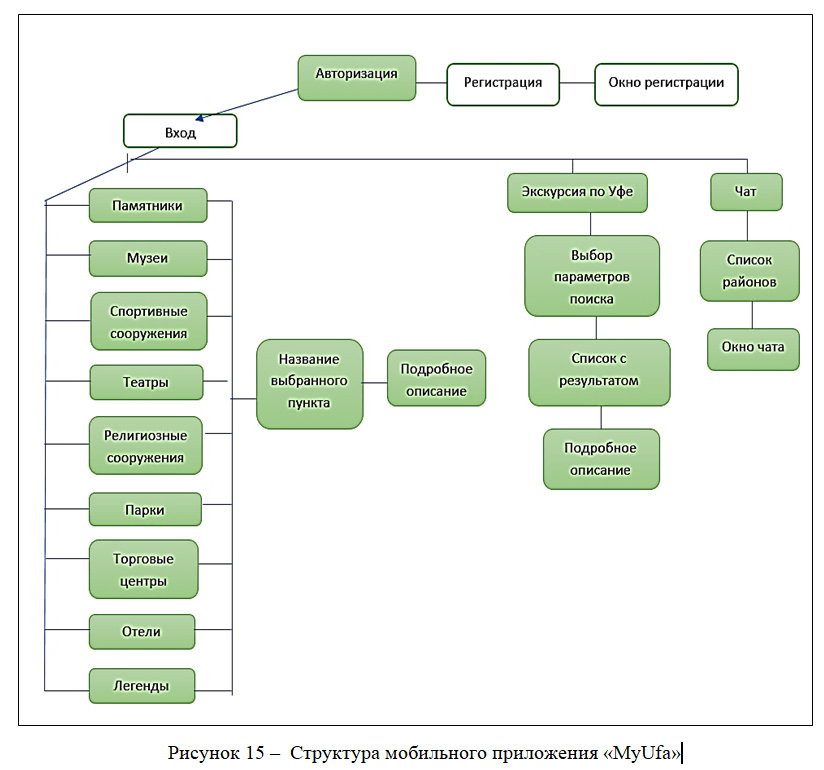 Авторизация
Регистрация
Окно регистрации
Вход
Памятники
Музеи
Спортивные
сооружения
Театры
Религиозные
сооружения
Парки
Торговые
центры
Отели
Легенды
Название
выбранного
пункта
Подробное
описание
Экскурсия по Уфе
Выбор
параметров
поиска
Список с
результатом
Подробное
описание
Чат
Список
районов
Окно чата
Рисунок 15 – Структура мобильного приложения «MyUfa»